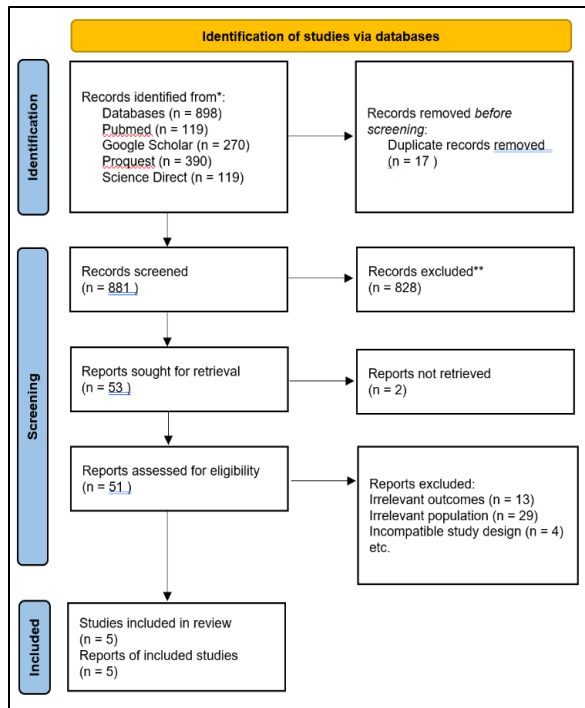 Identification of studies via databases
Identification
Records identified from*:
Databases (n = 898)
Pubmed (n = 119)
Google Scholar (n = 270)
Proquest (n = 390)
Science Direct (n = 119)
Records removed before
screening:
Duplicate records removed
(n = 17 )
Screening
Records screened
(n = 881 )
Records excluded**
(n = 828)
Reports sought for retrieval
(n = 53 )
Reports not retrieved
(n = 2)
Reports assessed for eligibility
(n = 51 )
Reports excluded:
Irrelevant outcomes (n = 13)
Irrelevant population (n = 29)
Incompatible study design (n = 4)
etc.
Included
Studies included in review
(n = 5)
Reports of included studies
(n = 5)